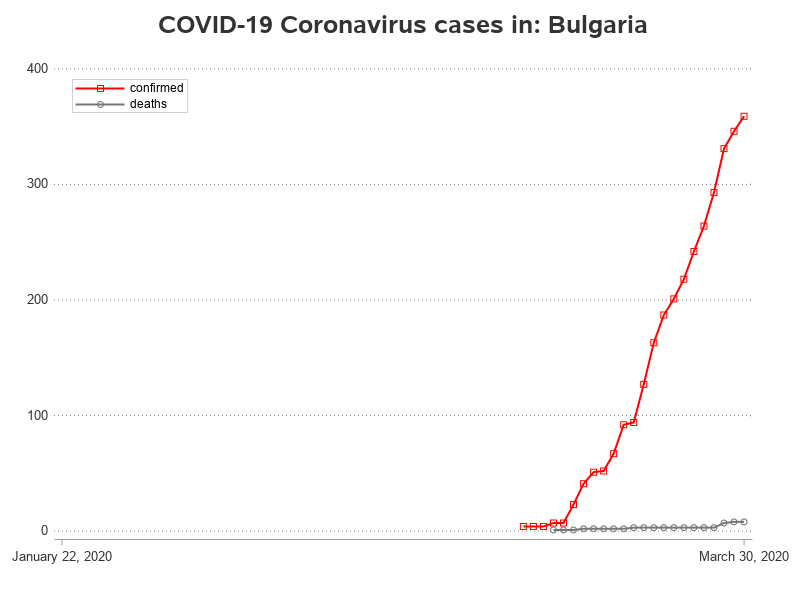 COVID-19 Coronavirus cases in: Bulgaria
400
confirmed
deaths
300
200
100
0
January 22, 2020
March 30, 2020